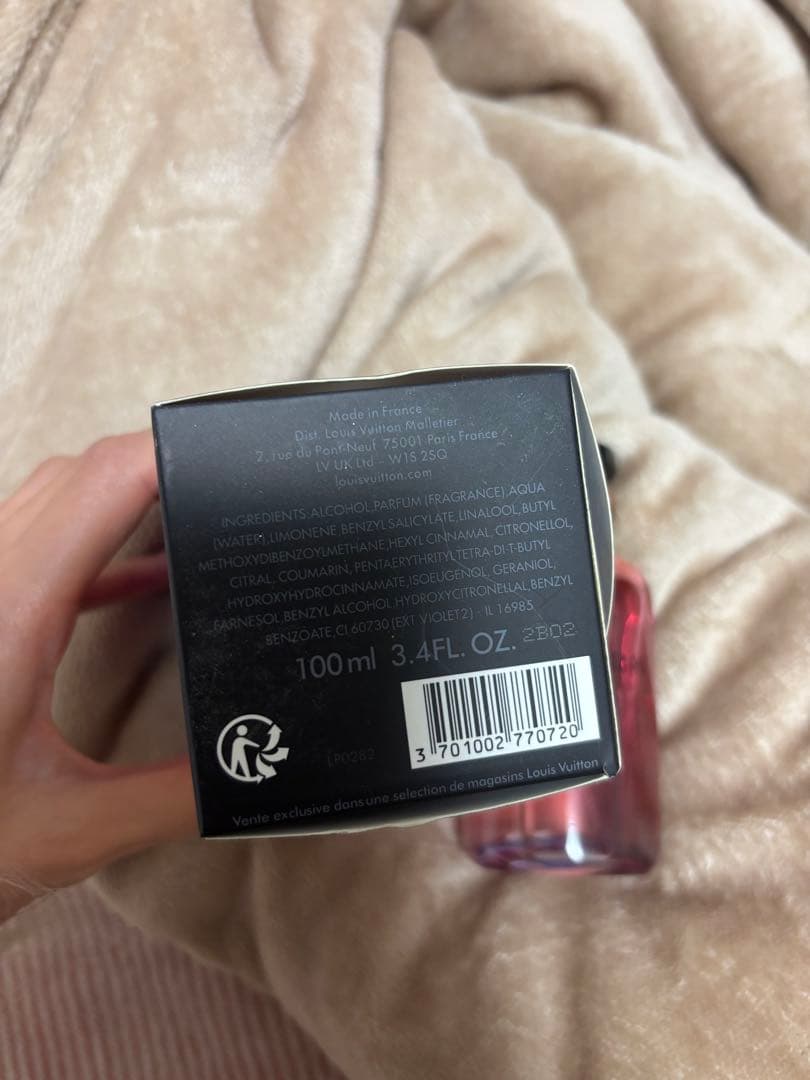 Made in France
Dist. Louis Vuitton Malletier
2, rue du Pont-Neuf 75001 Paris France
LV UK Ltd - W1S 2SQ
louisvuitton.com
INGREDIENTS: ALCOHOL,PARFUM (FRAGRANCE),AQUA
(WATER),LIMONENE,BENZYL SALICYLATE,LINALOOL,BUTYL
METHOXYDIBENZOYLMETHANE,HEXYL CINNAMAL, CITRONELLOL,
CITRAL, COUMARIN, PENTAERYTHRITYL TETRA-DI-T-BUTYL
HYDROXYHYDROCINNAMATE,ISOEUGENOL, GERANIOL,
FARNESOL,BENZYL ALCOHOL,HYDROXYCITRONELLAL,BENZYL
BENZOATE,CI 60730 (EXT VIOLET2) - IL 16985
100ml 3.4FL. OZ. 2B02
3 701002 770720
LP0282
Vente exclusive dans une selection de magasins Louis Vuitton